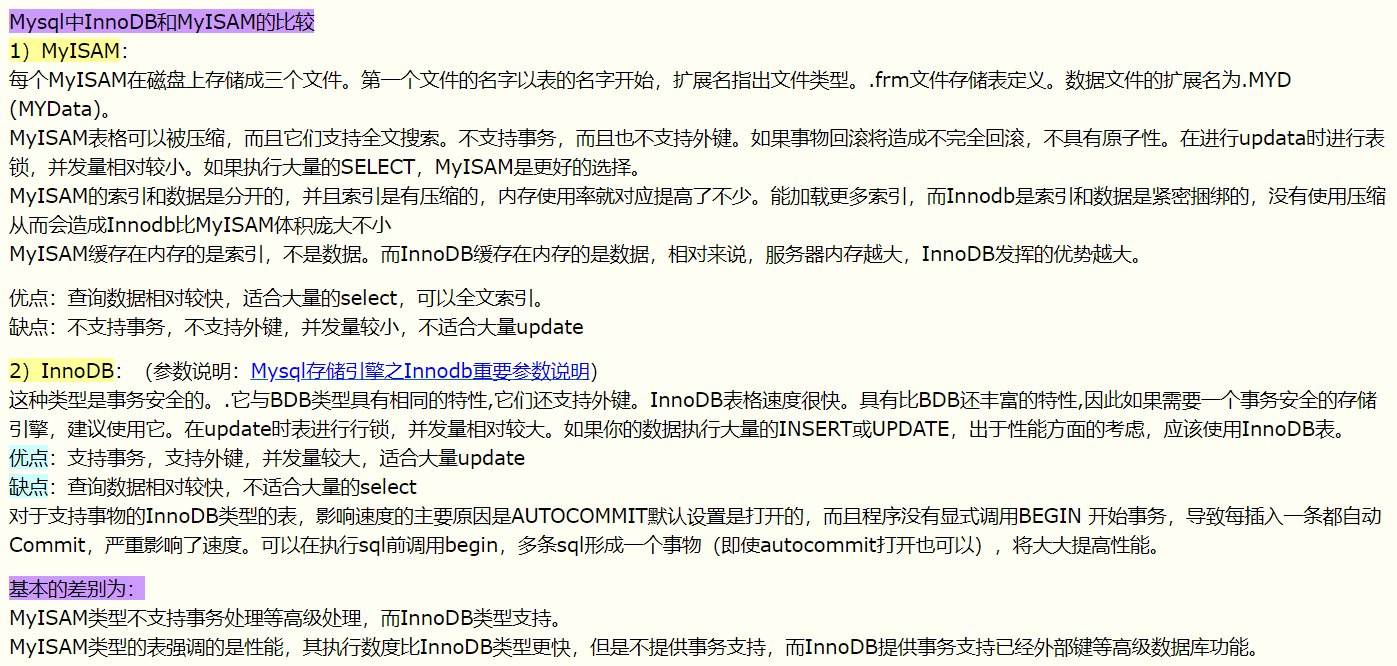 Mysql中InnoDB和MyISAM的比较
1）MyISAM：
每个MyISAM在磁盘上存储成三个文件。第一个文件的名字以表的名字开始，扩展名指出文件类型。.frm文件存储表定义。数据文件的扩展名为.MYD
(MYData)。
MyISAM表格可以被压缩，而且它们支持全文搜索。不支持事务，而且也不支持外键。如果事物回滚将造成不完全回滚，不具有原子性。在进行updata时进行表
锁，并发量相对较小。如果执行大量的SELECT，MyISAM是更好的选择。
MyISAM的索引和数据是分开的，并且索引是有压缩的，内存使用率就对应提高了不少。能加载更多索引，而Innodb是索引和数据是紧密捆绑的，没有使用压缩
从而会造成Innodb比MyISAM体积庞大不小
MyISAM缓存在内存的是索引，不是数据。而InnoDB缓存在内存的是数据，相对来说，服务器内存越大，InnoDB发挥的优势越大。
优点：查询数据相对较快，适合大量的select，可以全文索引。
缺点：不支持事务，不支持外键，并发量较小，不适合大量update
2）InnoDB：（参数说明：Mysql存储引擎之Innodb重要参数说明）
这种类型是事务安全的。.它与BDB类型具有相同的特性,它们还支持外键。InnoDB表格速度很快。具有比BDB还丰富的特性,因此如果需要一个事务安全的存储
引擎，建议使用它。在update时表进行行锁，并发量相对较大。如果你的数据执行大量的INSERT或UPDATE，出于性能方面的考虑，应该使用InnoDB表。
优点：支持事务，支持外键，并发量较大，适合大量update
缺点：查询数据相对较快，不适合大量的select
对于支持事物的InnoDB类型的表，影响速度的主要原因是AUTOCOMMIT默认设置是打开的，而且程序没有显式调用BEGIN 开始事务，导致每插入一条都自动
Commit，严重影响了速度。可以在执行sql前调用begin，多条sql形成一个事物（即使autocommit打开也可以），将大大提高性能。
基本的差别为：
MyISAM类型不支持事务处理等高级处理，而InnoDB类型支持。
MyISAM类型的表强调的是性能，其执行数度比InnoDB类型更快，但是不提供事务支持，而InnoDB提供事务支持已经外部键等高级数据库功能。